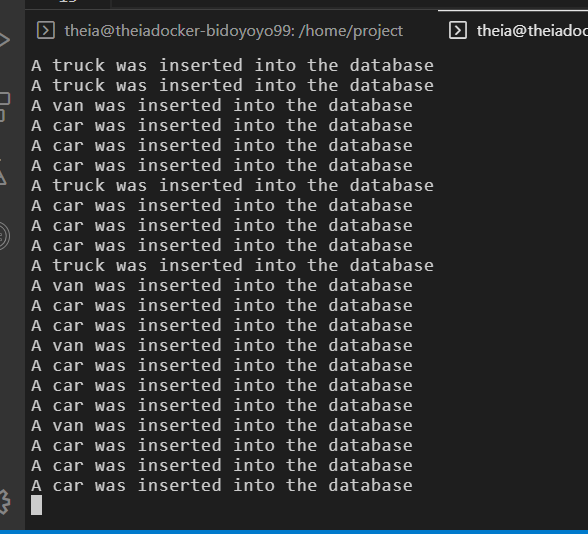 theia@theiadocker-bidoyoyo99: /home/project theia@theiadoc
A truck was inserted into the database
A truck was inserted into the database
A van was inserted into the database
A car was inserted into the database
A car was inserted into the database
A car was inserted into the database
A truck was inserted into the database
A car was inserted into the database
A car was inserted into the database
A car was inserted into the database
A truck was inserted into the database
A van was inserted into the database
A car was inserted into the database
A car was inserted into the database
A van was inserted into the database
A car was inserted into the database
A car was inserted into the database
A car was inserted into the database
A van was inserted into the database
A car was inserted into the database
A car was inserted into the database
A car was inserted into the database